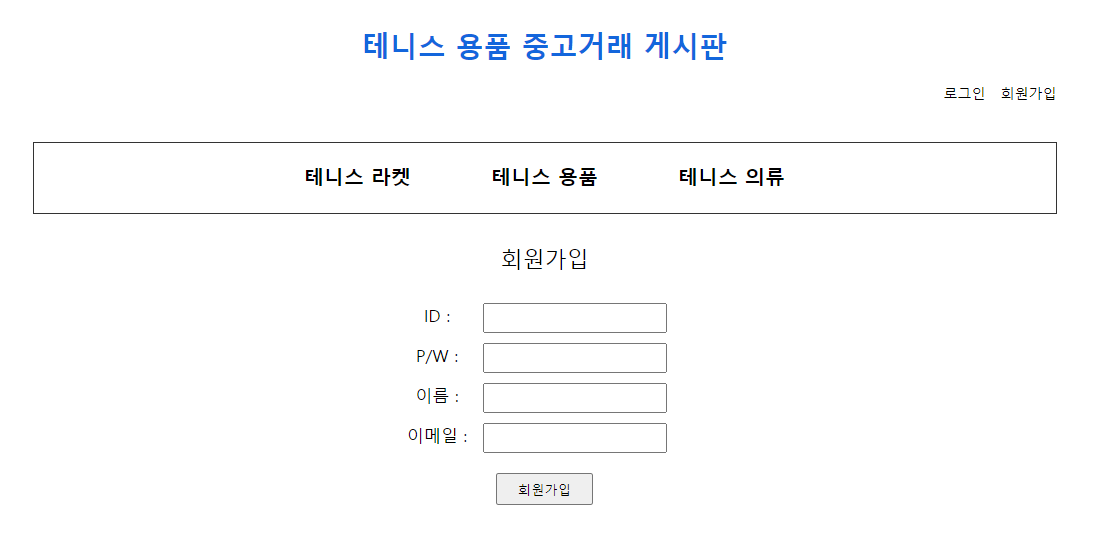 테니스 용품 중고거래 게시판
로그인 회원가입
테니스 라켓 테니스 용품 테니스 의류
회원가입
ID :
P/W :
이름 :
이메일 :
회원가입